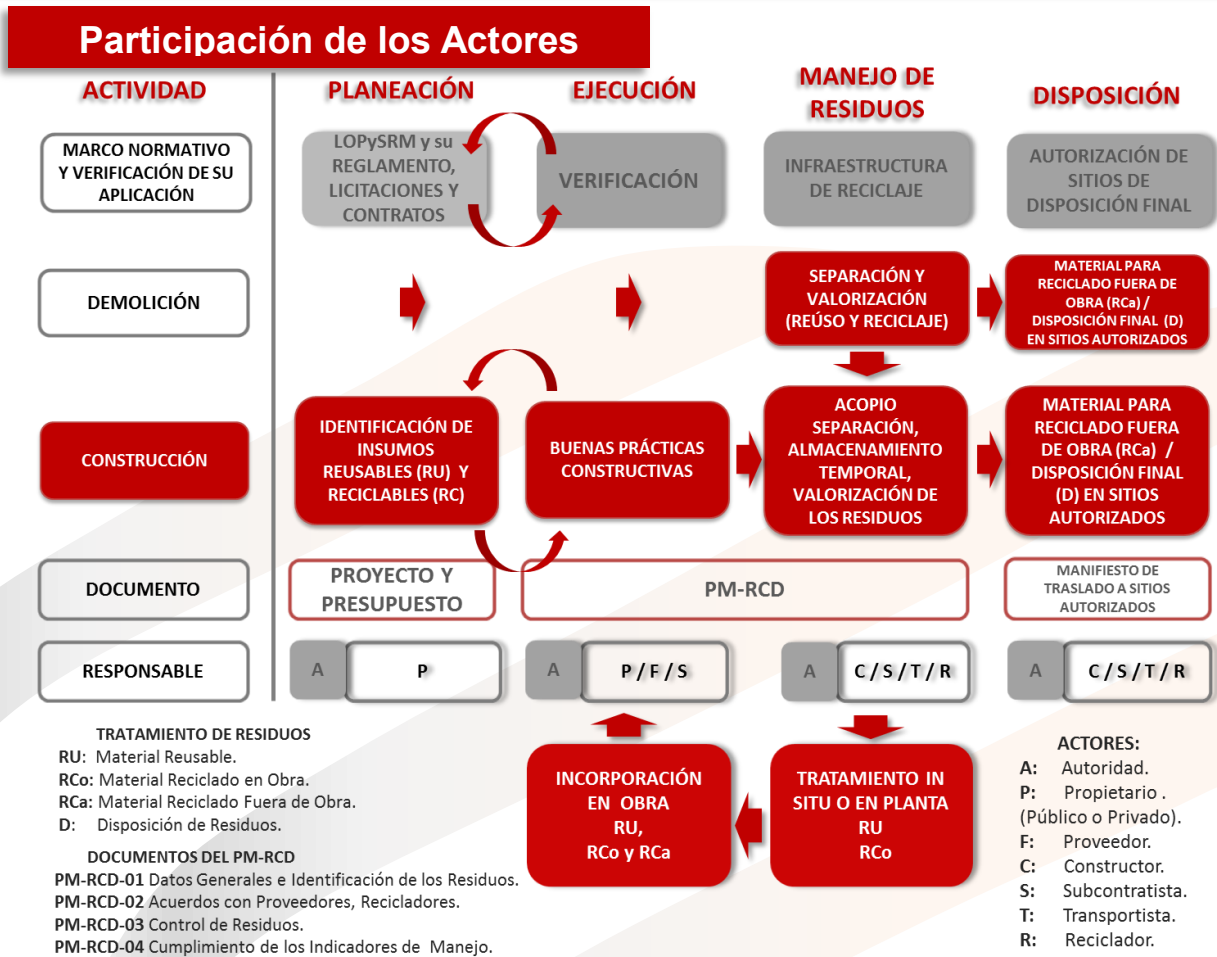 Participación de los Actores
ACTIVIDAD
PLANEACIÓN
EJECUCIÓN
MANEJO DE
RESIDUOS
DISPOSICIÓN
MARCO NORMATIVO
Y VERIFICACIÓN DE SU
APLICACIÓN
LOPySRM y su
REGLAMENTO,
LICITACIONES Y
CONTRATOS
VERIFICACIÓN
INFRAESTRUCTURA
DE RECICLAJE
AUTORIZACIÓN DE
SITIOS DE
DISPOSICIÓN FINAL
DEMOLICIÓN
SEPARACIÓN Y
VALORIZACIÓN
(REÚSO Y RECICLAJE)
MATERIAL PARA
RECICLADO FUERA DE
OBRA (RCa) /
DISPOSICIÓN FINAL (D)
EN SITIOS AUTORIZADOS
CONSTRUCCIÓN
IDENTIFICACIÓN DE
INSUMOS
REUSABLES (RU) Y
RECICLABLES (RC)
BUENAS PRÁCTICAS
CONSTRUCTIVAS
ACOPIO
SEPARACIÓN,
ALMACENAMIENTO
TEMPORAL,
VALORIZACIÓN DE
LOS RESIDUOS
MATERIAL PARA
RECICLADO FUERA
DE OBRA (RCa) /
DISPOSICIÓN FINAL
(D) EN SITIOS
AUTORIZADOS
DOCUMENTO
PROYECTO Y
PRESUPUESTO
PM-RCD
MANIFIESTO DE
TRASLADO A SITIOS
AUTORIZADOS
RESPONSABLE
A
P
A
P / F / S
A
C / S / T / R
A
C / S / T / R
INCORPORACIÓN
EN OBRA
RU,
RCo y RCa
TRATAMIENTO IN
SITU O EN PLANTA
RU
RCo
TRATAMIENTO DE RESIDUOS
RU: Material Reusable.
RCo: Material Reciclado en Obra.
RCa: Material Reciclado Fuera de Obra.
D: Disposición de Residuos.
DOCUMENTOS DEL PM-RCD
PM-RCD-01 Datos Generales e Identificación de los Residuos.
PM-RCD-02 Acuerdos con Proveedores, Recicladores.
PM-RCD-03 Control de Residuos.
PM-RCD-04 Cumplimiento de los Indicadores de Manejo.
ACTORES:
A: Autoridad.
P: Propietario .
(Público o Privado).
F: Proveedor.
C: Constructor.
S: Subcontratista.
T: Transportista.
R: Reciclador.